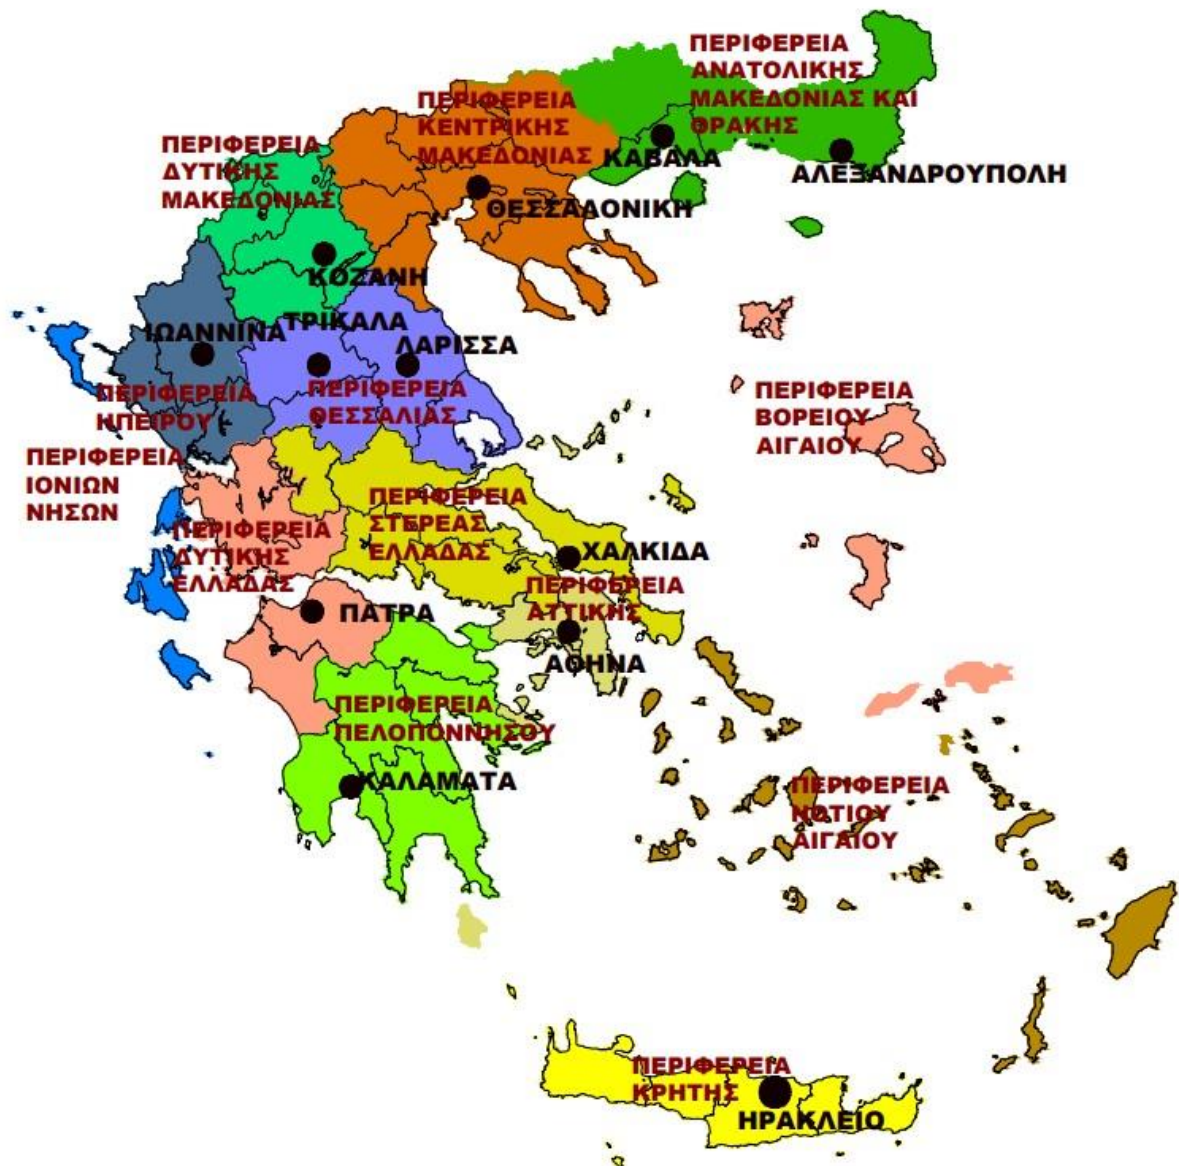 ΠΕΡΙΦΕΡΕΙΑ
ΑΝΑΤΟΛΙΚΗΣ
ΜΑΚΕΔΟΝΙΑΣ ΚΑΙ
ΘΡΑΚΗΣ
ΠΕΡΙΦΕΡΕΙΑ
ΚΕΝΤΡΙΚΗΣ
ΜΑΚΕΔΟΝΙΑΣ
ΠΕΡΙΦΕΡΕΙΑ
ΔΥΤΙΚΗΣ
ΜΑΚΕΔΟΝΙΑΣ
ΚΑΒΑΛΑ
ΑΛΕΞΑΝΔΡΟΥΠΟΛΗ
ΘΕΣΣΑΛΟΝΙΚΗ
ΚΟΖΑΝΗ
ΤΡΙΚΑΛΑ
ΙΩΑΝΝΙΝΑ
ΛΑΡΙΣΣΑ
ΠΕΡΙΦΕΡΕΙΑ
ΗΠΕΙΡΟΥ
ΠΕΡΙΦΕΡΕΙΑ
ΘΕΣΣΑΛΙΑΣ
ΠΕΡΙΦΕΡΕΙΑ
ΒΟΡΕΙΟΥ
ΑΙΓΑΙΟΥ
ΠΕΡΙΦΕΡΕΙΑ
ΙΟΝΙΩΝ
ΝΗΣΩΝ
ΠΕΡΙΦΕΡΕΙΑ
ΣΤΕΡΕΑΣ
ΕΛΛΑΔΑΣ
ΠΕΡΙΦΕΡΕΙΑ
ΔΥΤΙΚΗΣ
ΕΛΛΑΔΑΣ
ΧΑΛΚΙΔΑ
ΠΕΡΙΦΕΡΕΙΑ
ΑΤΤΙΚΗΣ
ΠΑΤΡΑ
ΑΘΗΝΑ
ΠΕΡΙΦΕΡΕΙΑ
ΠΕΛΟΠΟΝΝΗΣΟΥ
ΚΑΛΑΜΑΤΑ
ΠΕΡΙΦΕΡΕΙΑ
ΝΟΤΙΟΥ
ΑΙΓΑΙΟΥ
ΠΕΡΙΦΕΡΕΙΑ
ΚΡΗΤΗΣ
ΗΡΑΚΛΕΙΟ